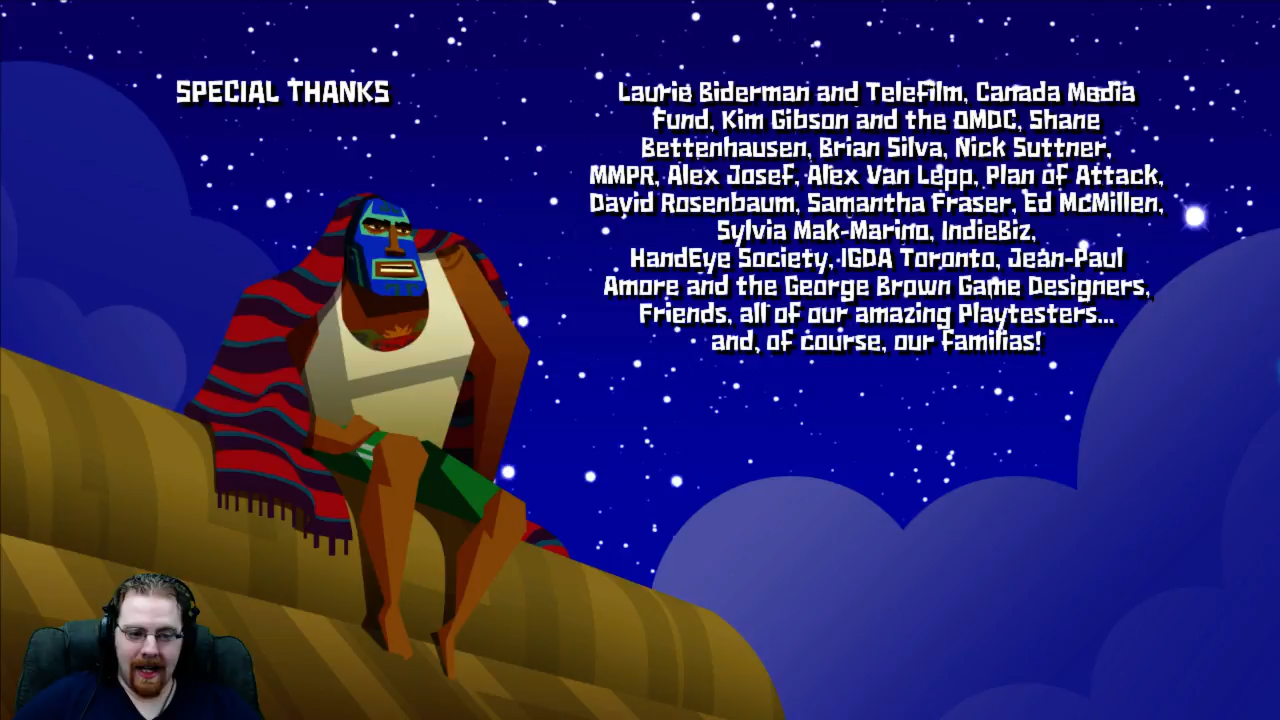 SPECIAL THANKS
Laurie Biderman and TeleFilm, Canada Media
Fund, Kim Gibson and the OMDC, Shane
Bettenhausen, Brian Silva, Nick Suttner,
MMPR, Alex Josef, Alex Van Lepp, Plan of Attack,
David Rosenbaum, Samantha Fraser, Ed McMillen,
Sylvia Mak-Marino, IndieBiz,
HandEye Society, IGDA Toronto, Jean-Paul
Amore and the George Brown Game Designers,
Friends, all of our amazing Playtesters...
and, of course, our familias!